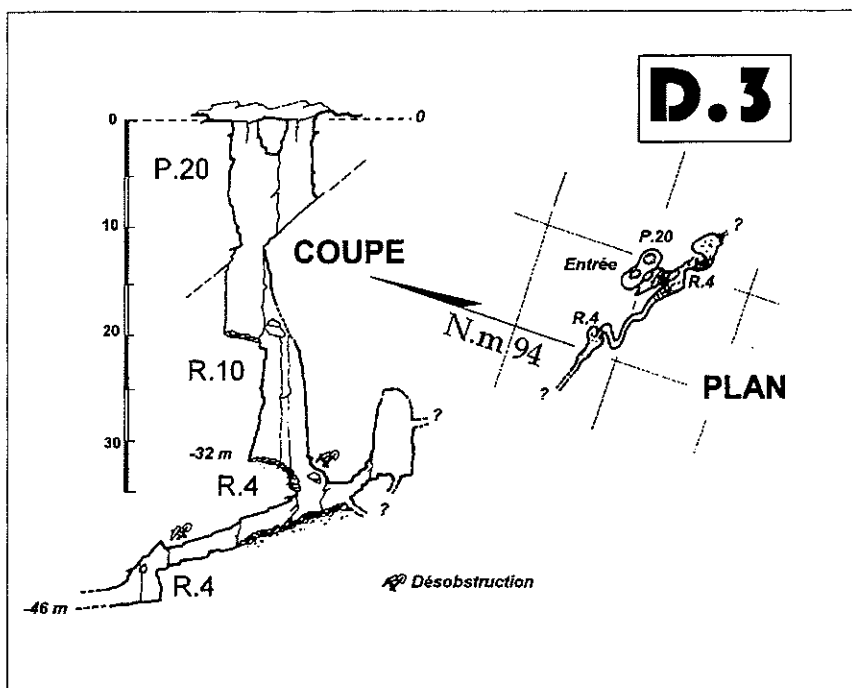 D.3
0
0
P.20
10
COUPE
20
R.10
30
-32 m
R.4
?
?
R.4
-46 m
Désobstruction
N.m 94
P.20
?
Entrée
R.4
R.4
?
PLAN